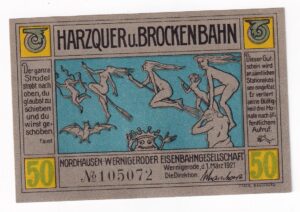 HARZQUER u. BROCKENBAHN
Der ganze
Strudel
strebt nach
oben, du
glaubst zu
schieben
und du
wirst ge=
schoben.
Faust
Dieser Gut=
schein wird
an sämtlichen
Stationen
eingelöst.
Er verliert
seine Gültig=
keit drei Mo=
nate nach öf=
fentlichem
Aufruf.
50
NORDHAUSEN-WERNIGERODER EISENBAHNGESELLSCHAFT
Wernigerode, d. 1. März 1921
No 105072
Die Direktion
50